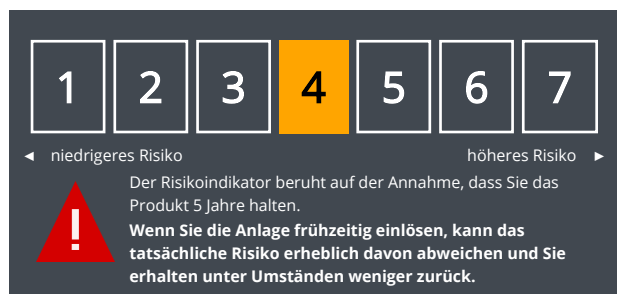 1 2 3 4 5 6 7
◄ niedrigeres Risiko höheres Risiko ►
Der Risikoindikator beruht auf der Annahme, dass Sie das
Produkt 5 Jahre halten.
Wenn Sie die Anlage frühzeitig einlösen, kann das
tatsächliche Risiko erheblich davon abweichen und Sie
erhalten unter Umständen weniger zurück.
!